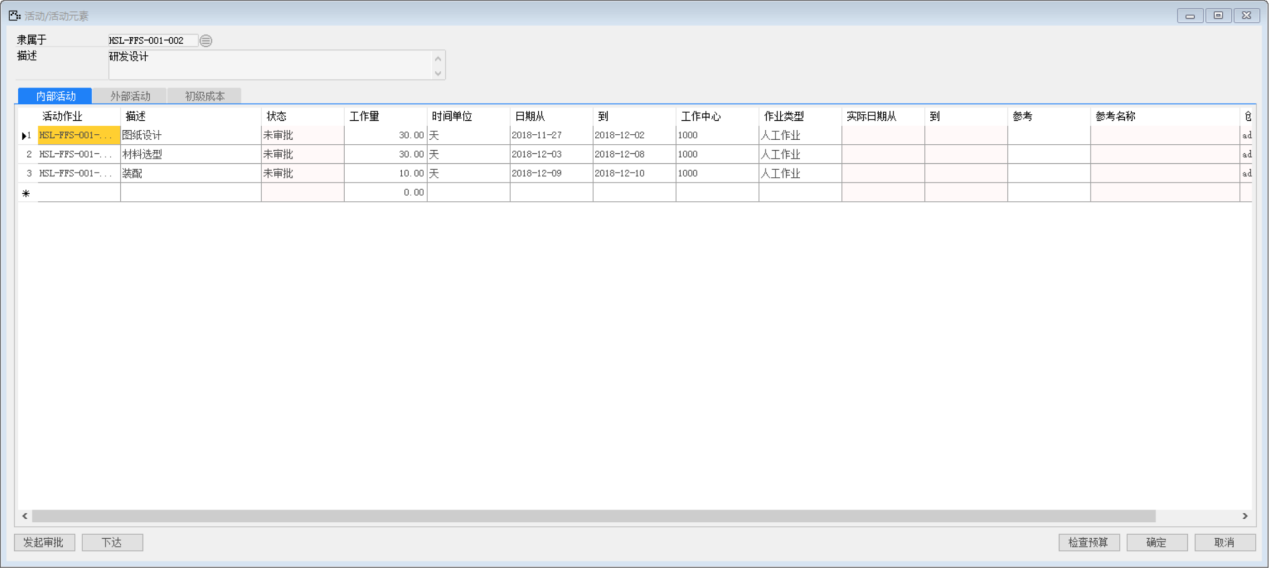 活动/活动元素
隶属于 HSL-FFS-001-002
描述 研发设计
内部活动 外部活动 初级成本
活动作业 描述 状态 工作量 时间单位 日期从 到 工作中心 作业类型 实际日期从 到 参考 参考名称
1 HSL-FFS-001-... 图纸设计 未审批 30.00 天 2018-11-27 2018-12-02 1000 人工作业 ad
2 HSL-FFS-001-... 材料选型 未审批 30.00 天 2018-12-03 2018-12-08 1000 人工作业 ad
3 HSL-FFS-001-... 装配 未审批 10.00 天 2018-12-09 2018-12-10 1000 人工作业 ad
* 0.00
发起审批 下达 检查预算 确定 取消